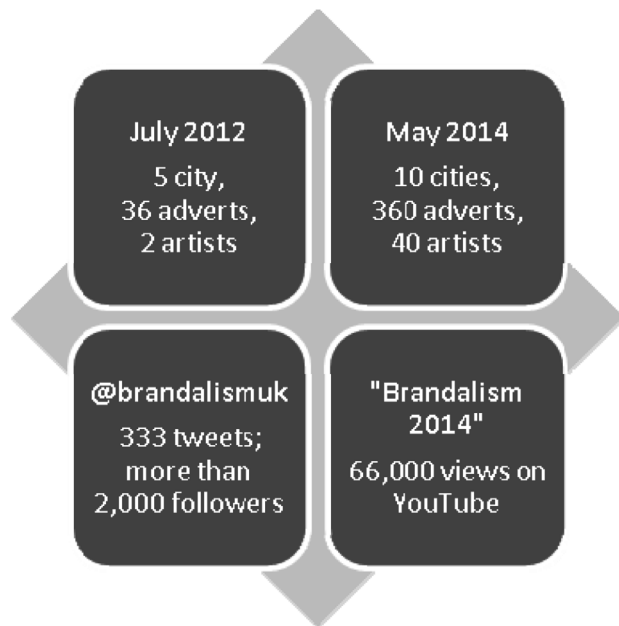 July 2012
5 city,
36 adverts,
2 artists
May 2014
10 cities,
360 adverts,
40 artists
@brandalismuk
333 tweets;
more than
2,000 followers
"Brandalism
2014"
66,000 views on
YouTube